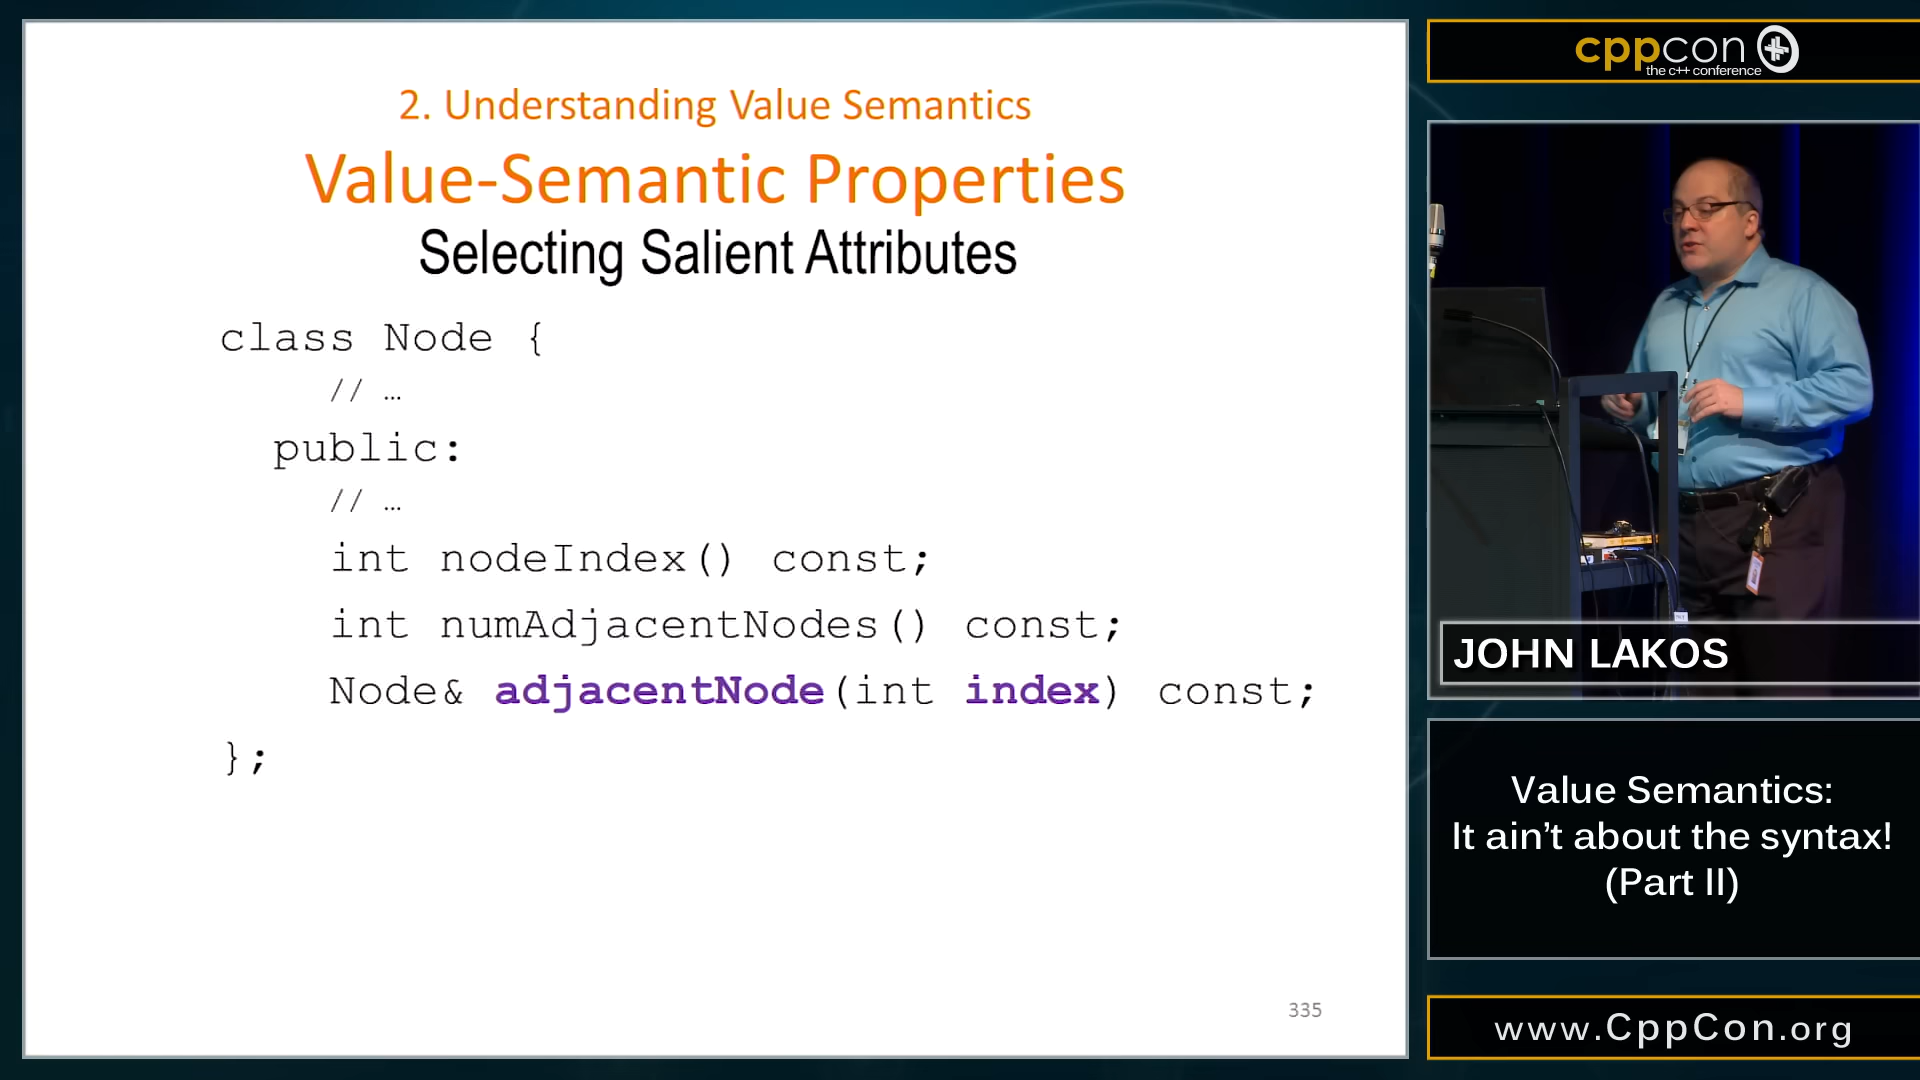 2. Understanding Value Semantics
Value-Semantic Properties
Selecting Salient Attributes
class Node {
// …
public:
// …
int nodeIndex() const;
int numAdjacentNodes() const;
Node& adjacentNode(int index) const;
};
335
cppcon
the c++ conference
JOHN LAKOS
Value Semantics:
It ain’t about the syntax!
(Part II)
www.CppCon.org